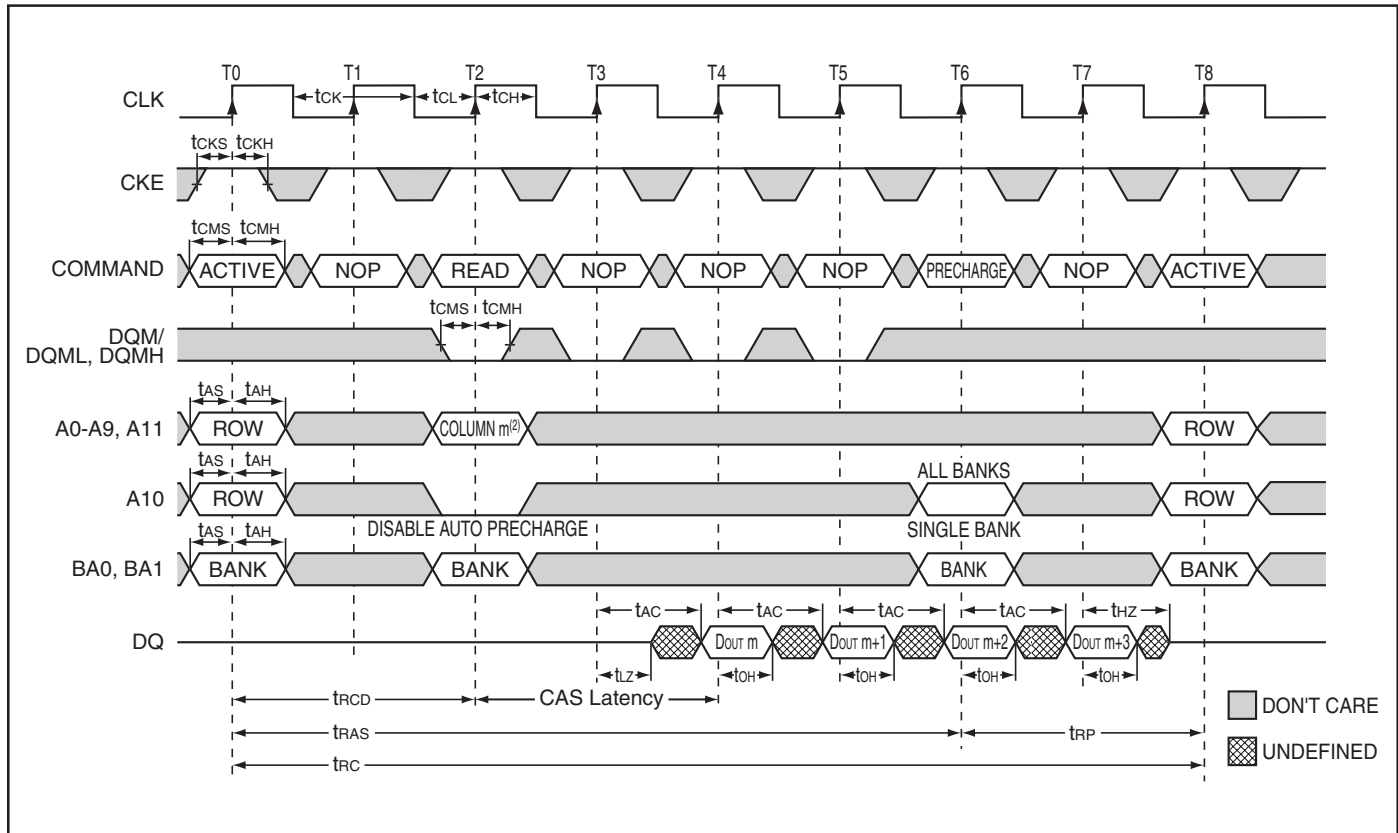 T0 T1 T2 T3 T4 T5 T6 T7 T8
CLK tCK tCL tCH
tCKS tCKH
CKE
tCMS tCMH
COMMAND ACTIVE NOP READ NOP NOP NOP PRECHARGE NOP ACTIVE
tCMS tCMH
DQM/
DQML, DQMH
tAS tAH
A0-A9, A11 ROW COLUMN m(2) ROW
tAS tAH ALL BANKS
A10 ROW ROW
DISABLE AUTO PRECHARGE SINGLE BANK
tAS tAH
BA0, BA1 BANK BANK BANK BANK
tAC tAC tAC tAC tHZ
DQ DOUT m DOUT m+1 DOUT m+2 DOUT m+3
tLZ tOH tOH tOH tOH
tRCD CAS Latency
DON'T CARE
tRAS tRP
UNDEFINED
tRC